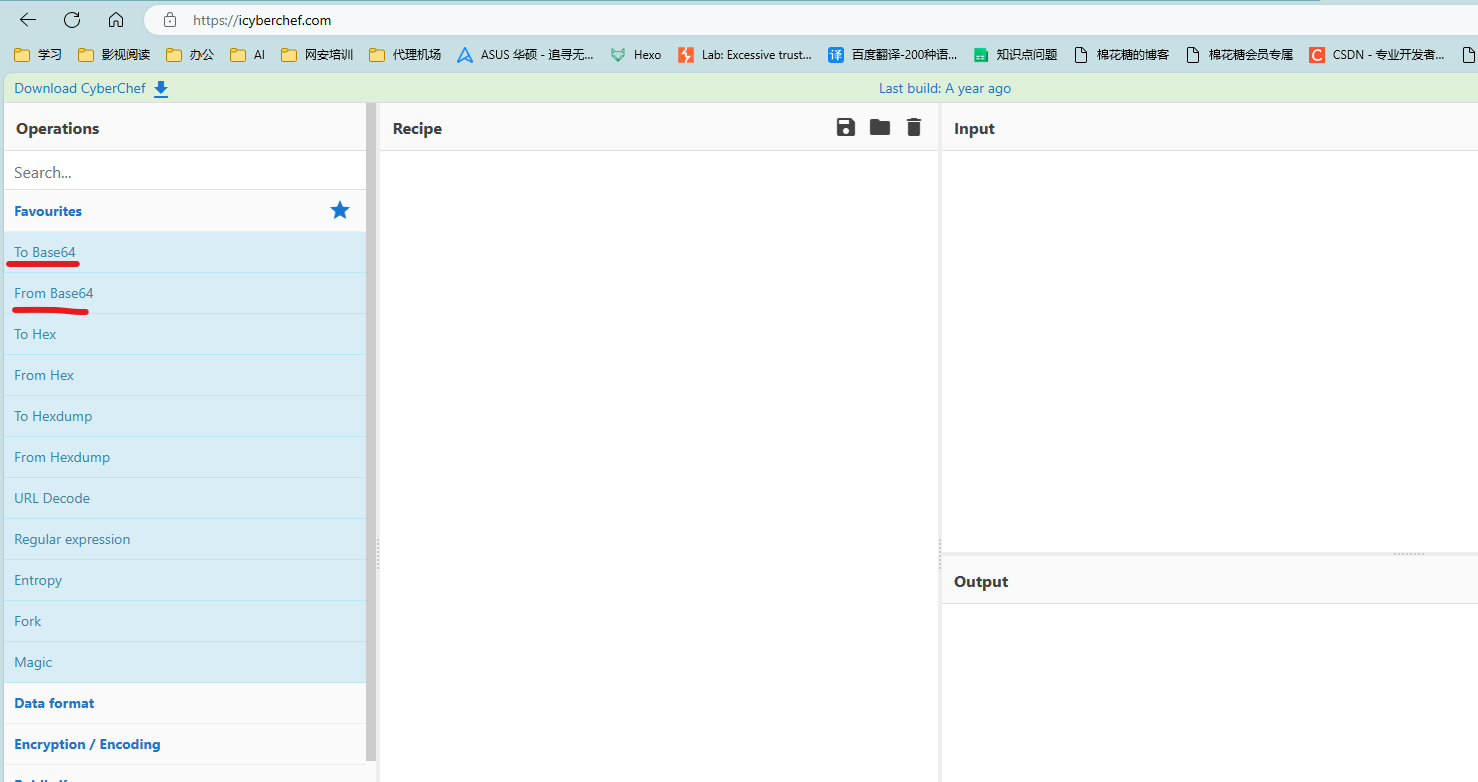 https://icyberchef.com
学习 影视阅读 办公 AI 网安培训 代理机场 ASUS 华硕 - 追寻无... Hexo Lab: Excessive trust... 译 百度翻译-200种语... 知识点问题 棉花糖的博客 棉花糖会员专属 C CSDN - 专业开发者...
Download CyberChef Last build: A year ago
Operations Recipe Input
Search...
Favourites
To Base64
From Base64
To Hex
From Hex
To Hexdump
From Hexdump
URL Decode
Regular expression
Entropy
Output
Fork
Magic
Data format
Encryption / Encoding